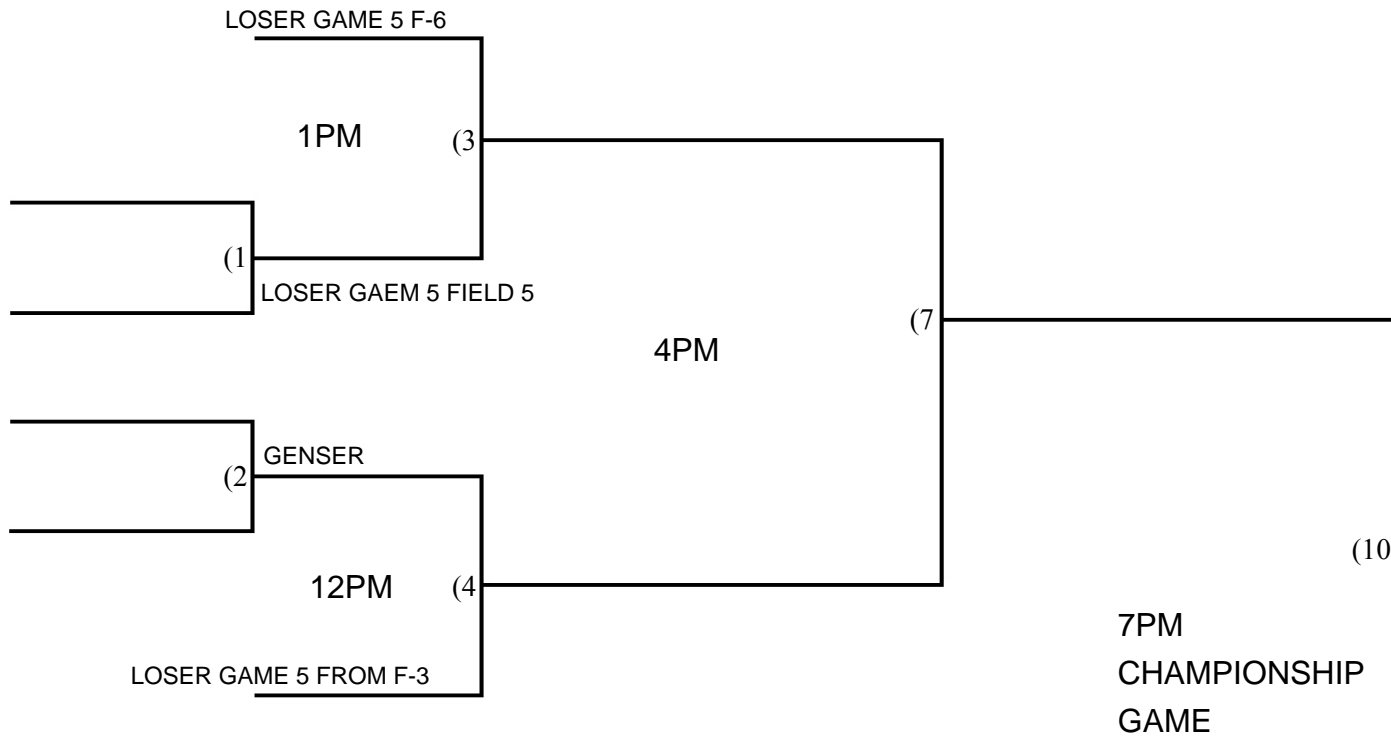 LOSER GAME 5 F-6
1PM
(3
(1
LOSER GAEM 5 FIELD 5
(7
4PM
GENSER
(2
(10
12PM
(4
7PM
CHAMPIONSHIP
GAME
LOSER GAME 5 FROM F-3